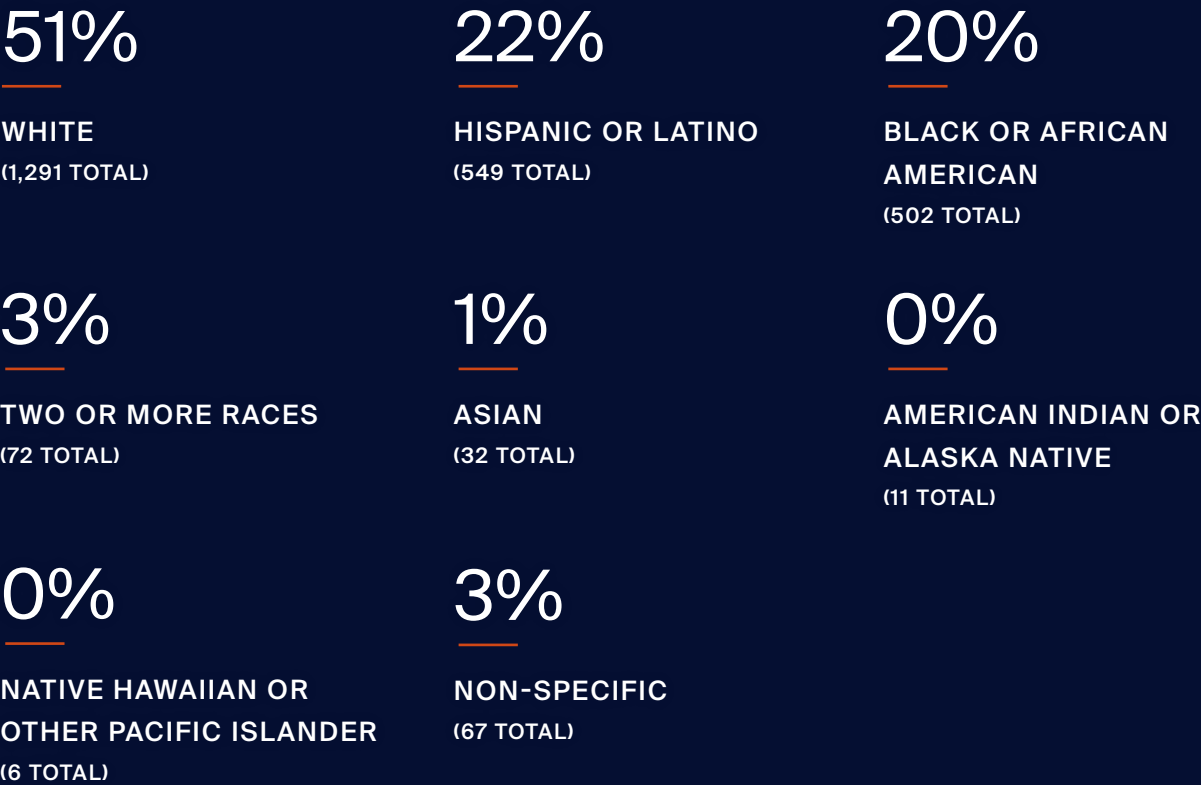 51%
WHITE
(1,291 TOTAL)
22%
HISPANIC OR LATINO
(549 TOTAL)
20%
BLACK OR AFRICAN
AMERICAN
(502 TOTAL)
3%
TWO OR MORE RACES
(72 TOTAL)
1%
ASIAN
(32 TOTAL)
0%
AMERICAN INDIAN OR
ALASKA NATIVE
(11 TOTAL)
0%
NATIVE HAWAIIAN OR
OTHER PACIFIC ISLANDER
(6 TOTAL)
3%
NON-SPECIFIC
(67 TOTAL)